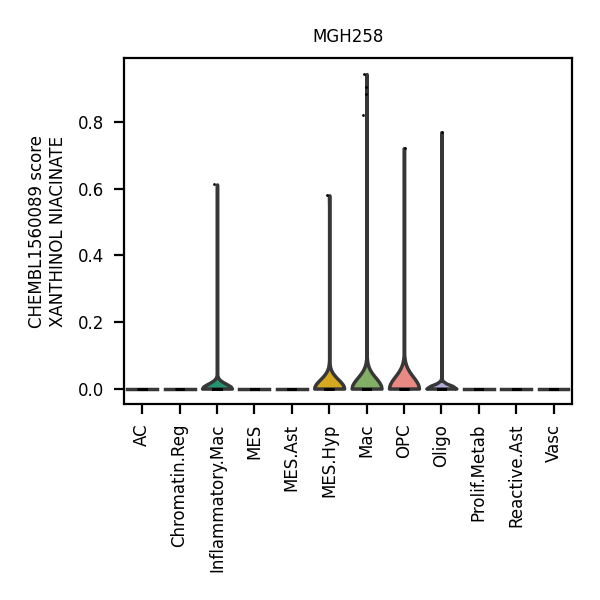 MGH258
CHEMBL1560089 score
XANTHINOL NIACINATE
0.8
0.6
0.4
0.2
0.0
AC
Chromatin.Reg
Inflammatory.Mac
MES
MES.Ast
MES.Hyp
Mac
OPC
Oligo
Prolif.Metab
Reactive.Ast
Vasc